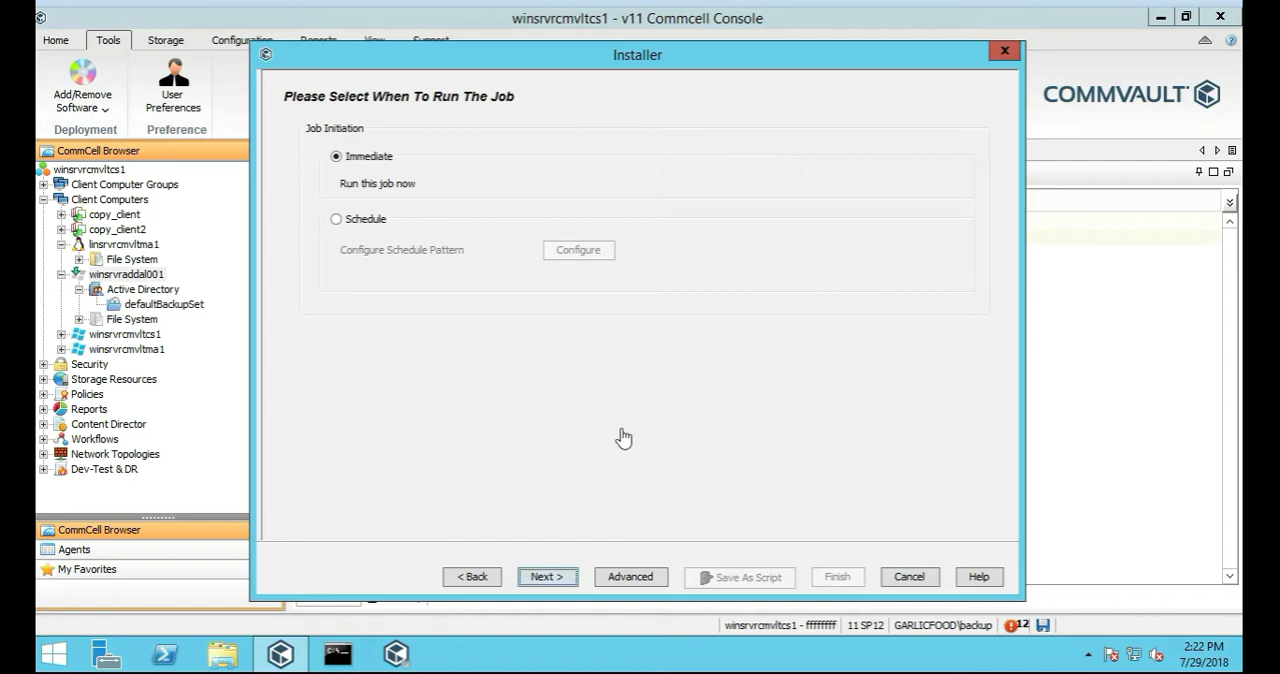 winsrvrcmvltcs1 - v11 Commcell Console
Home Tools Storage Configuration Reports View Support
Add/Remove
Software
Deployment
User
Preferences
Preference
COMMVAULT
CommCell Browser
winsrvrcmvltcs1
Client Computer Groups
Client Computers
copy_client
copy_client2
linsrvrcmvltma1
File System
winsrvraddal001
Active Directory
defaultBackupSet
File System
winsrvrcmvltcs1
winsrvrcmvltma1
Security
Storage Resources
Policies
Reports
Content Director
Workflows
Network Topologies
Dev-Test & DR
CommCell Browser
Agents
My Favorites
Installer
Please Select When To Run The Job
Job Initiation
Immediate
Run this job now
Schedule
Configure Schedule Pattern Configure
< Back Next > Advanced Save As Script Finish Cancel Help
winsrvrcmvltcs1 - ffffffff 11 SP12 GARLICFOOD\backup 12
2:22 PM
7/29/2018